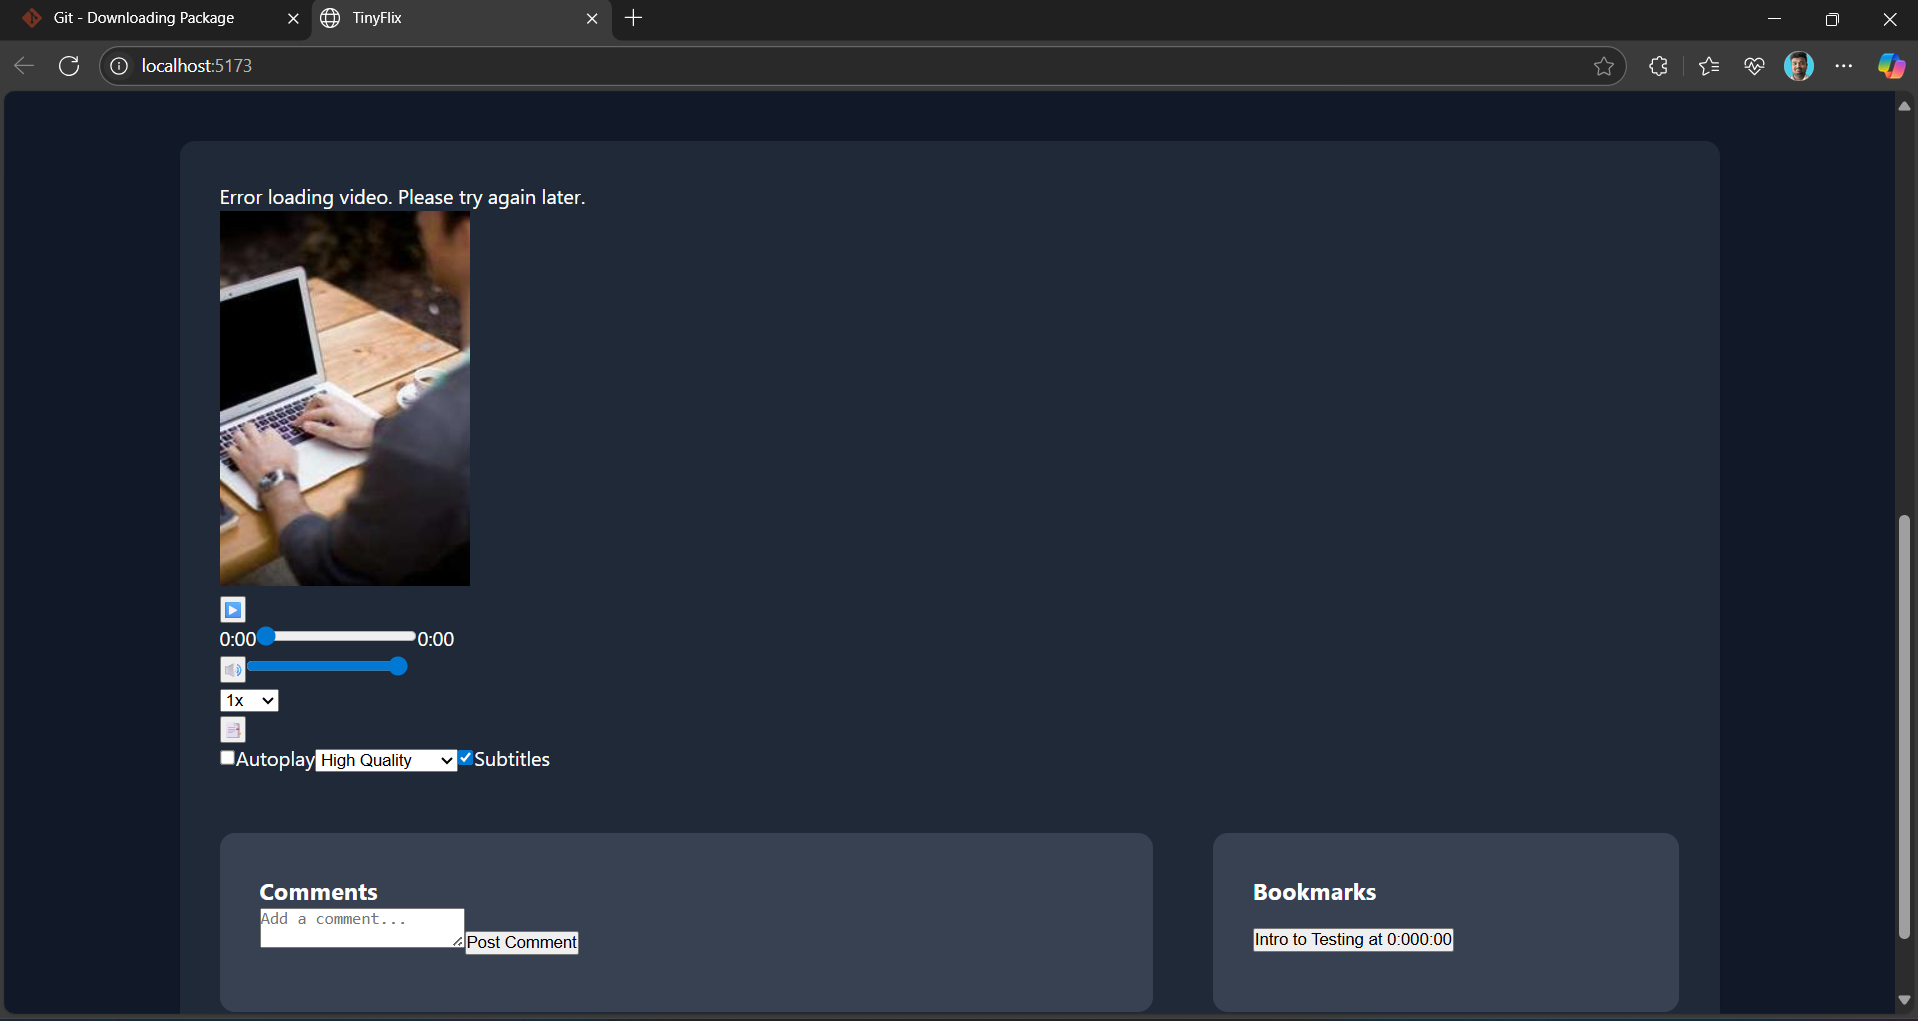 Git - Downloading Package
TinyFlix
localhost:5173
Error loading video. Please try again later.
0:00 0:00
1x
Autoplay High Quality Subtitles
Comments
Add a comment...
Post Comment
Bookmarks
Intro to Testing at 0:000:00